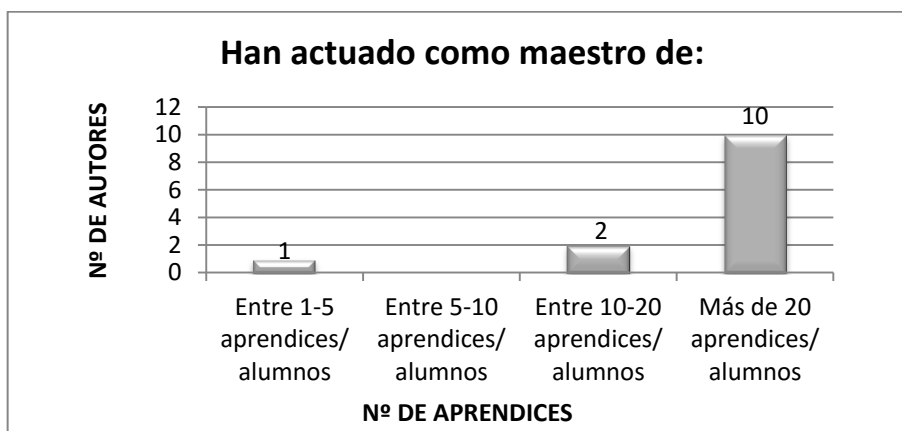 Han actuado como maestro de:
Nº DE AUTORES
12
10
8
6
4
2
0
1
2
10
Entre 1-5
aprendices/
alumnos
Entre 5-10
aprendices/
alumnos
Entre 10-20
aprendices/
alumnos
Más de 20
aprendices/
alumnos
Nº DE APRENDICES